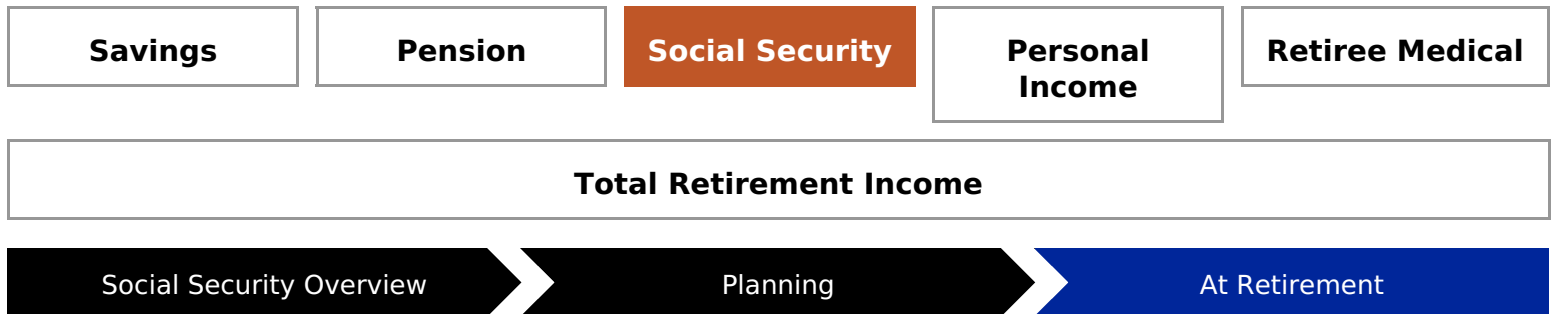 Savings
Pension
Social Security
Personal
Income
Retiree Medical
Total Retirement Income
Social Security Overview
Planning
At Retirement